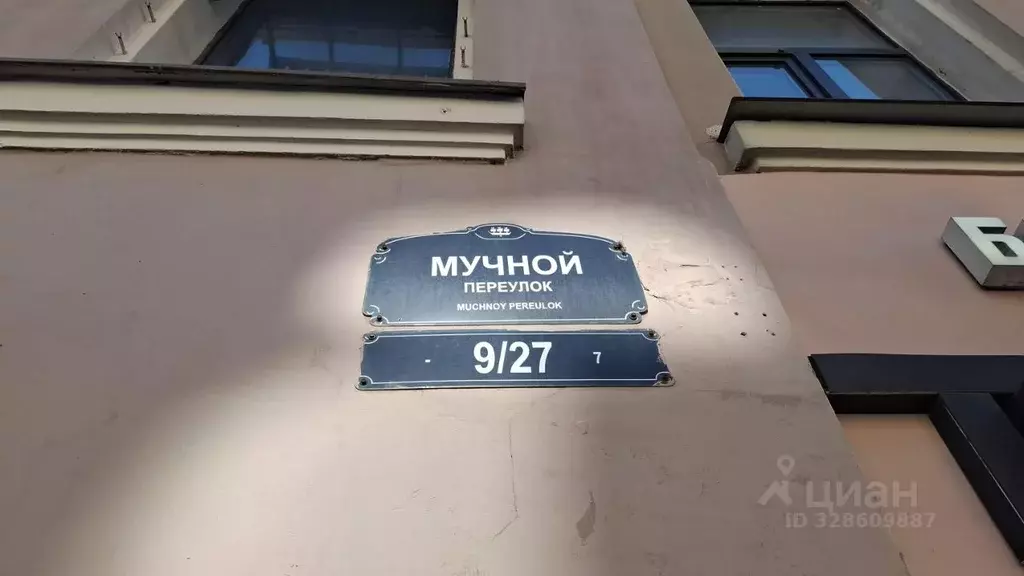 МУЧНОЙ
ПЕРЕУЛОК
MUCHNOY PEREULOK
- 9/27 7
Б
циан
ID 328609887